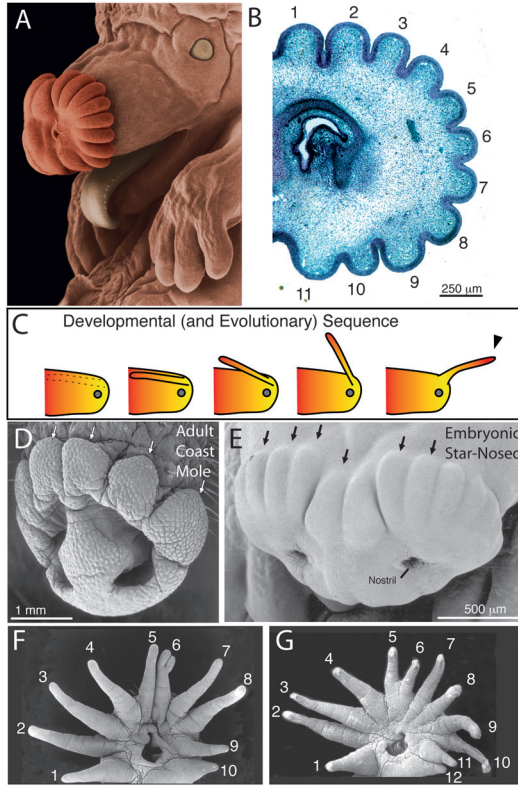 A
B
1
2
3
4
5
6
7
8
9
10
11
250 μm
C
Developmental (and Evolutionary) Sequence
D
Adult
Coast
Mole
1 mm
E
Embryonic
Star-Nosed
Nostril
500 μm
F
1
2
3
4
5
6
7
8
9
10
G
1
2
3
4
5
6
7
8
9
10
11
12